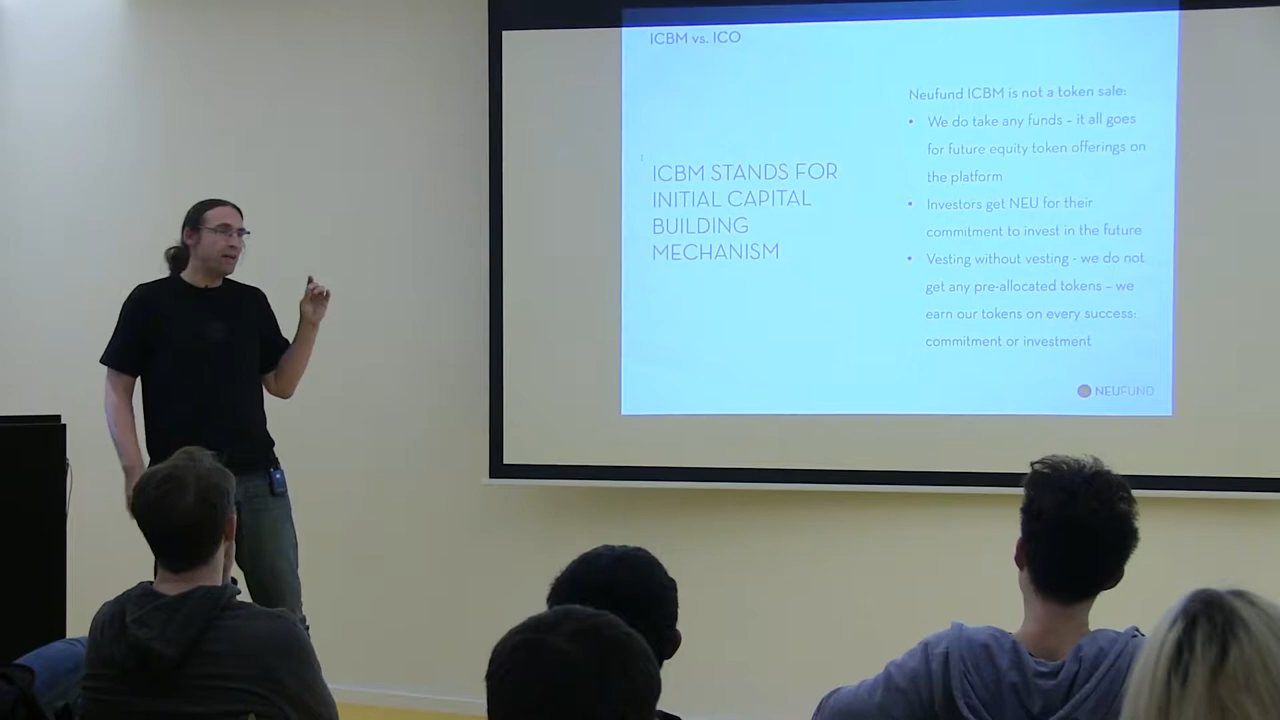 ICBM vs. ICO
ICBM STANDS FOR
INITIAL CAPITAL
BUILDING
MECHANISM
Neufund ICBM is not a token sale:
• We do take any funds – it all goes
for future equity token offerings on
the platform
• Investors get NEU for their
commitment to invest in the future
• Vesting without vesting - we do not
get any pre-allocated tokens – we
earn our tokens on every success:
commitment or investment
NEUFUND